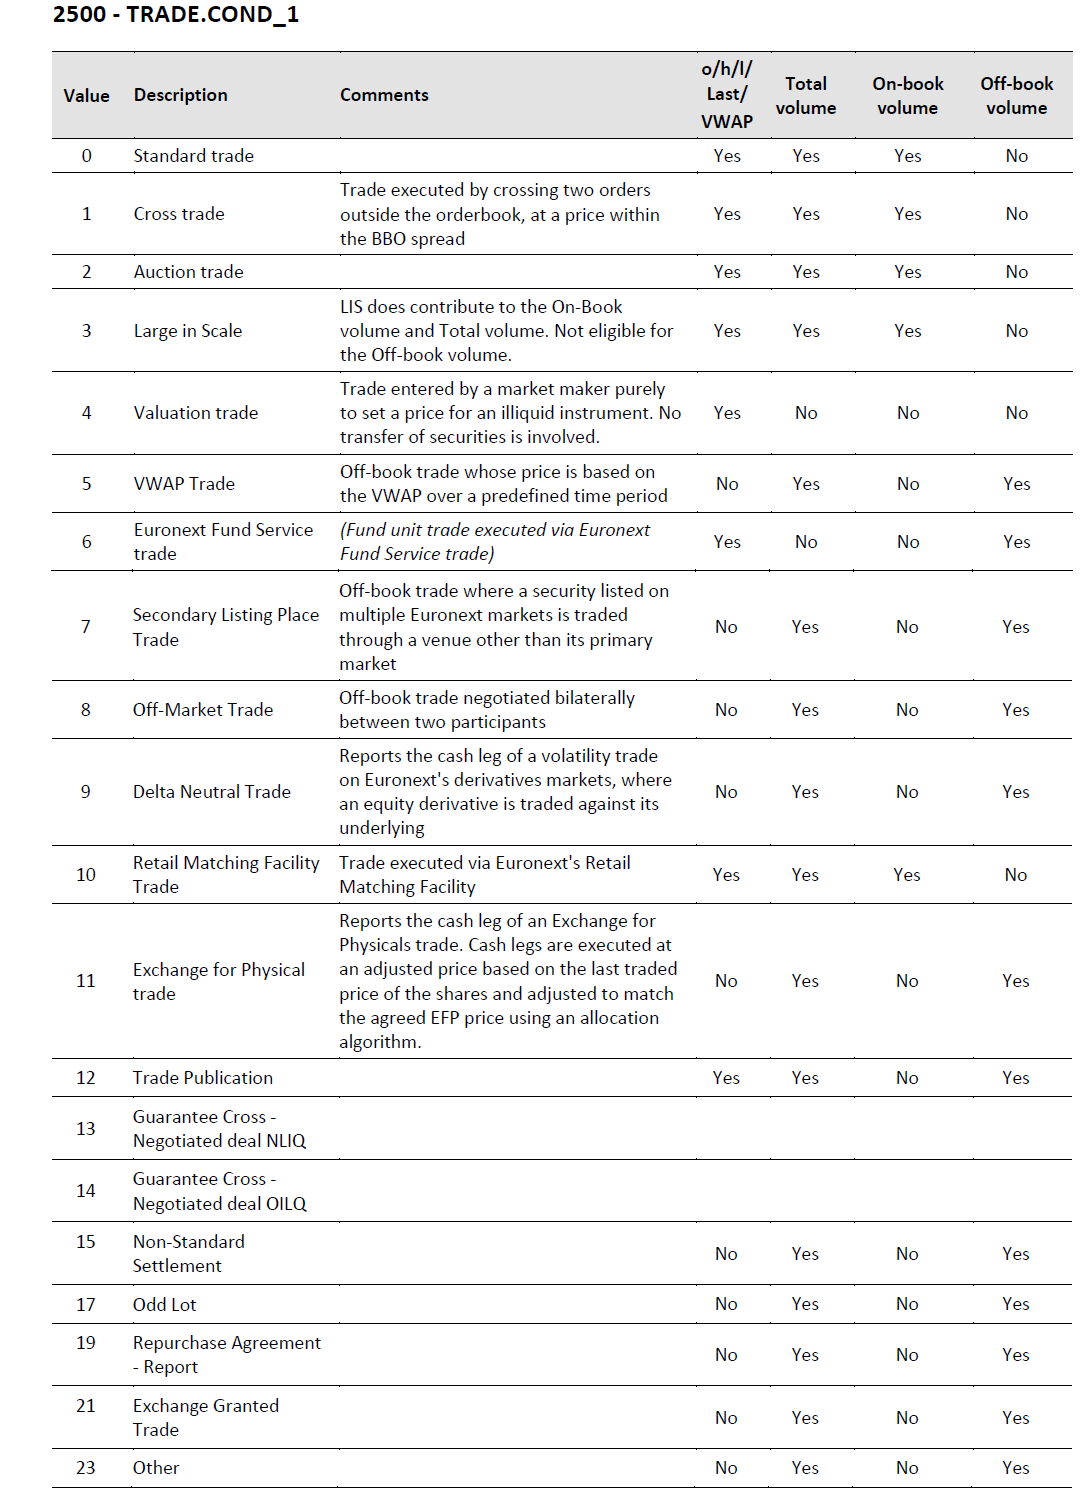 2500 - TRADE.COND_1
Value Description Comments o/h/l/ Last/ VWAP Total volume On-book volume Off-book volume
0 Standard trade Yes Yes Yes No
1 Cross trade Trade executed by crossing two orders
outside the orderbook, at a price within
the BBO spread Yes Yes Yes No
2 Auction trade Yes Yes Yes No
3 Large in Scale LIS does contribute to the On-Book
volume and Total volume. Not eligible for
the Off-book volume. Yes Yes Yes No
4 Valuation trade Trade entered by a market maker purely
to set a price for an illiquid instrument. No
transfer of securities is involved. Yes No No No
5 VWAP Trade Off-book trade whose price is based on
the VWAP over a predefined time period No Yes No Yes
6 Euronext Fund Service
trade (Fund unit trade executed via Euronext
Fund Service trade) Yes No No Yes
7 Secondary Listing Place
Trade Off-book trade where a security listed on
multiple Euronext markets is traded
through a venue other than its primary
market No Yes No Yes
8 Off-Market Trade Off-book trade negotiated bilaterally
between two participants No Yes No Yes
9 Delta Neutral Trade Reports the cash leg of a volatility trade
on Euronext's derivatives markets, where
an equity derivative is traded against its
underlying No Yes No Yes
10 Retail Matching Facility
Trade Trade executed via Euronext's Retail
Matching Facility Yes Yes Yes No
11 Exchange for Physical
trade Reports the cash leg of an Exchange for
Physicals trade. Cash legs are executed at
an adjusted price based on the last traded
price of the shares and adjusted to match
the agreed EFP price using an allocation
algorithm. No Yes No Yes
12 Trade Publication Yes Yes No Yes
13 Guarantee Cross -
Negotiated deal NLIQ
14 Guarantee Cross -
Negotiated deal OILQ
15 Non-Standard
Settlement No Yes No Yes
17 Odd Lot No Yes No Yes
19 Repurchase Agreement
- Report No Yes No Yes
21 Exchange Granted
Trade No Yes No Yes
23 Other No Yes No Yes